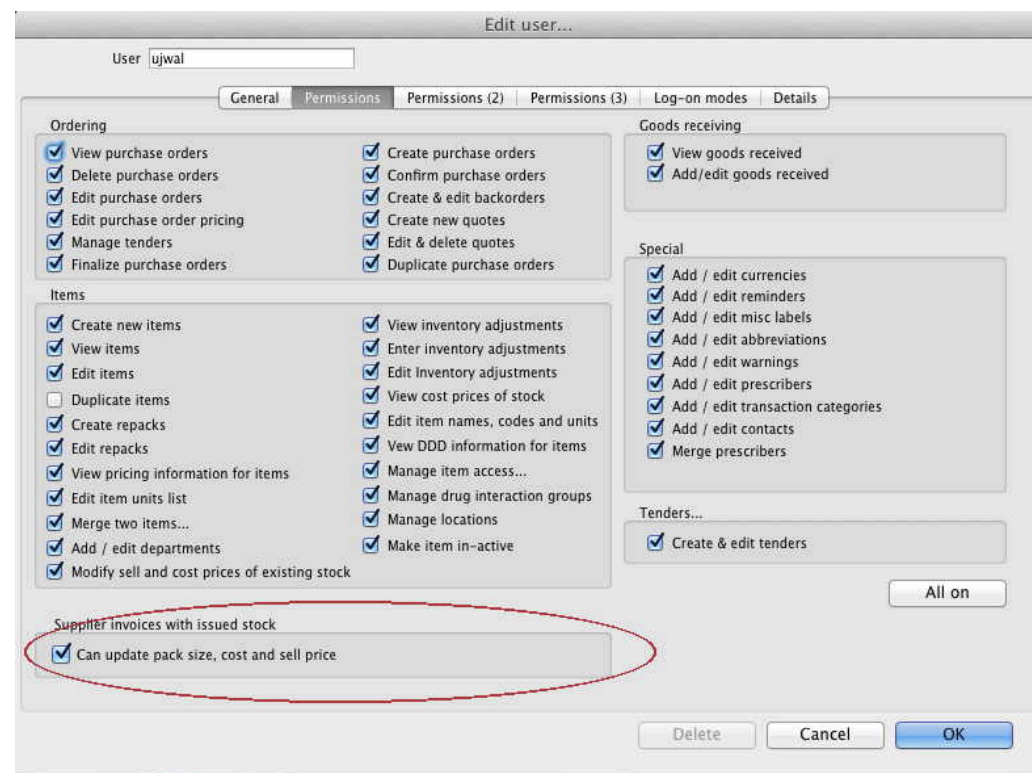 Edit user...
User ujwal
General Permissions Permissions (2) Permissions (3) Log-on modes Details
Ordering
View purchase orders
Delete purchase orders
Edit purchase orders
Edit purchase order pricing
Manage tenders
Finalize purchase orders
Create purchase orders
Confirm purchase orders
Create & edit backorders
Create new quotes
Edit & delete quotes
Duplicate purchase orders
Items
Create new items
View items
Edit items
Duplicate items
Create repacks
Edit repacks
View pricing information for items
Edit item units list
Merge two items...
Add / edit departments
Modify sell and cost prices of existing stock
View inventory adjustments
Enter inventory adjustments
Edit Inventory adjustments
View cost prices of stock
Edit item names, codes and units
Vew DDD information for items
Manage item access...
Manage drug interaction groups
Manage locations
Make item in-active
Supplier invoices with issued stock
Can update pack size, cost and sell price
Goods receiving
View goods received
Add/edit goods received
Special
Add / edit currencies
Add / edit reminders
Add / edit misc labels
Add / edit abbreviations
Add / edit warnings
Add / edit prescribers
Add / edit transaction categories
Add / edit contacts
Merge prescribers
Tenders...
Create & edit tenders
All on
Delete Cancel OK